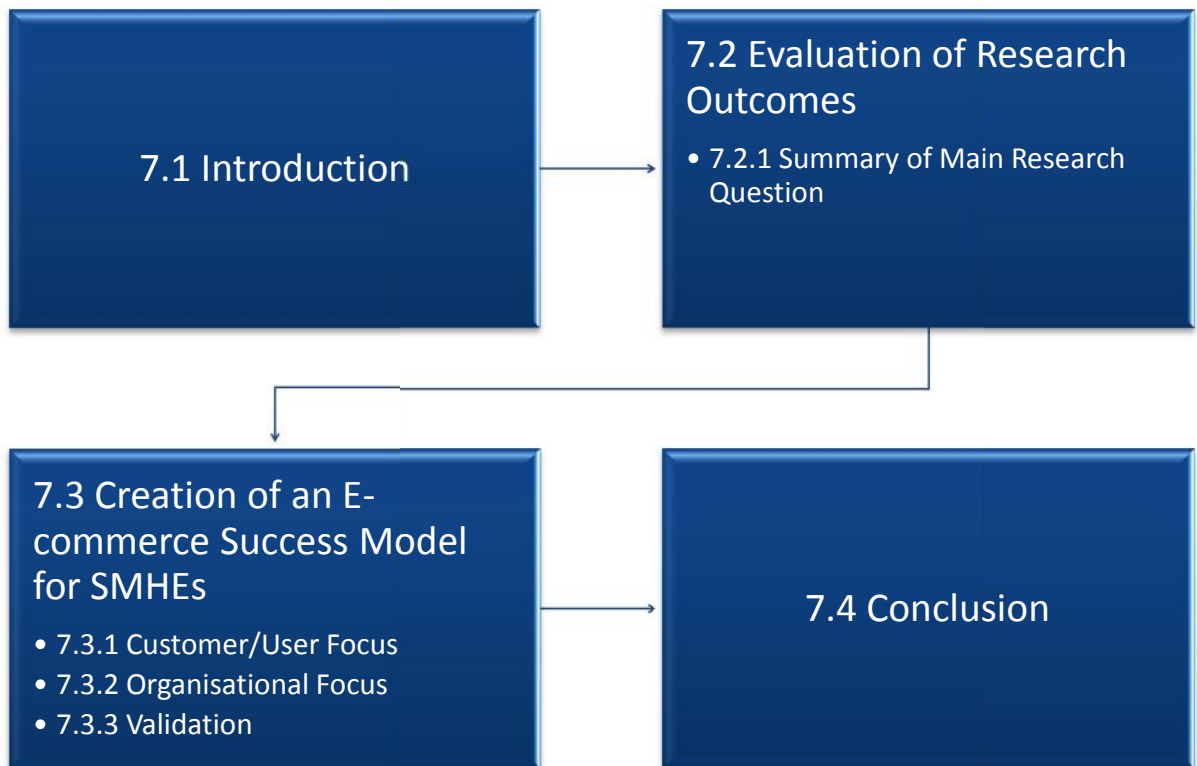 7.1 Introduction
7.2 Evaluation of Research
Outcomes
• 7.2.1 Summary of Main Research
Question
7.3 Creation of an E-
commerce Success Model
for SMHEs
• 7.3.1 Customer/User Focus
• 7.3.2 Organisational Focus
• 7.3.3 Validation
7.4 Conclusion